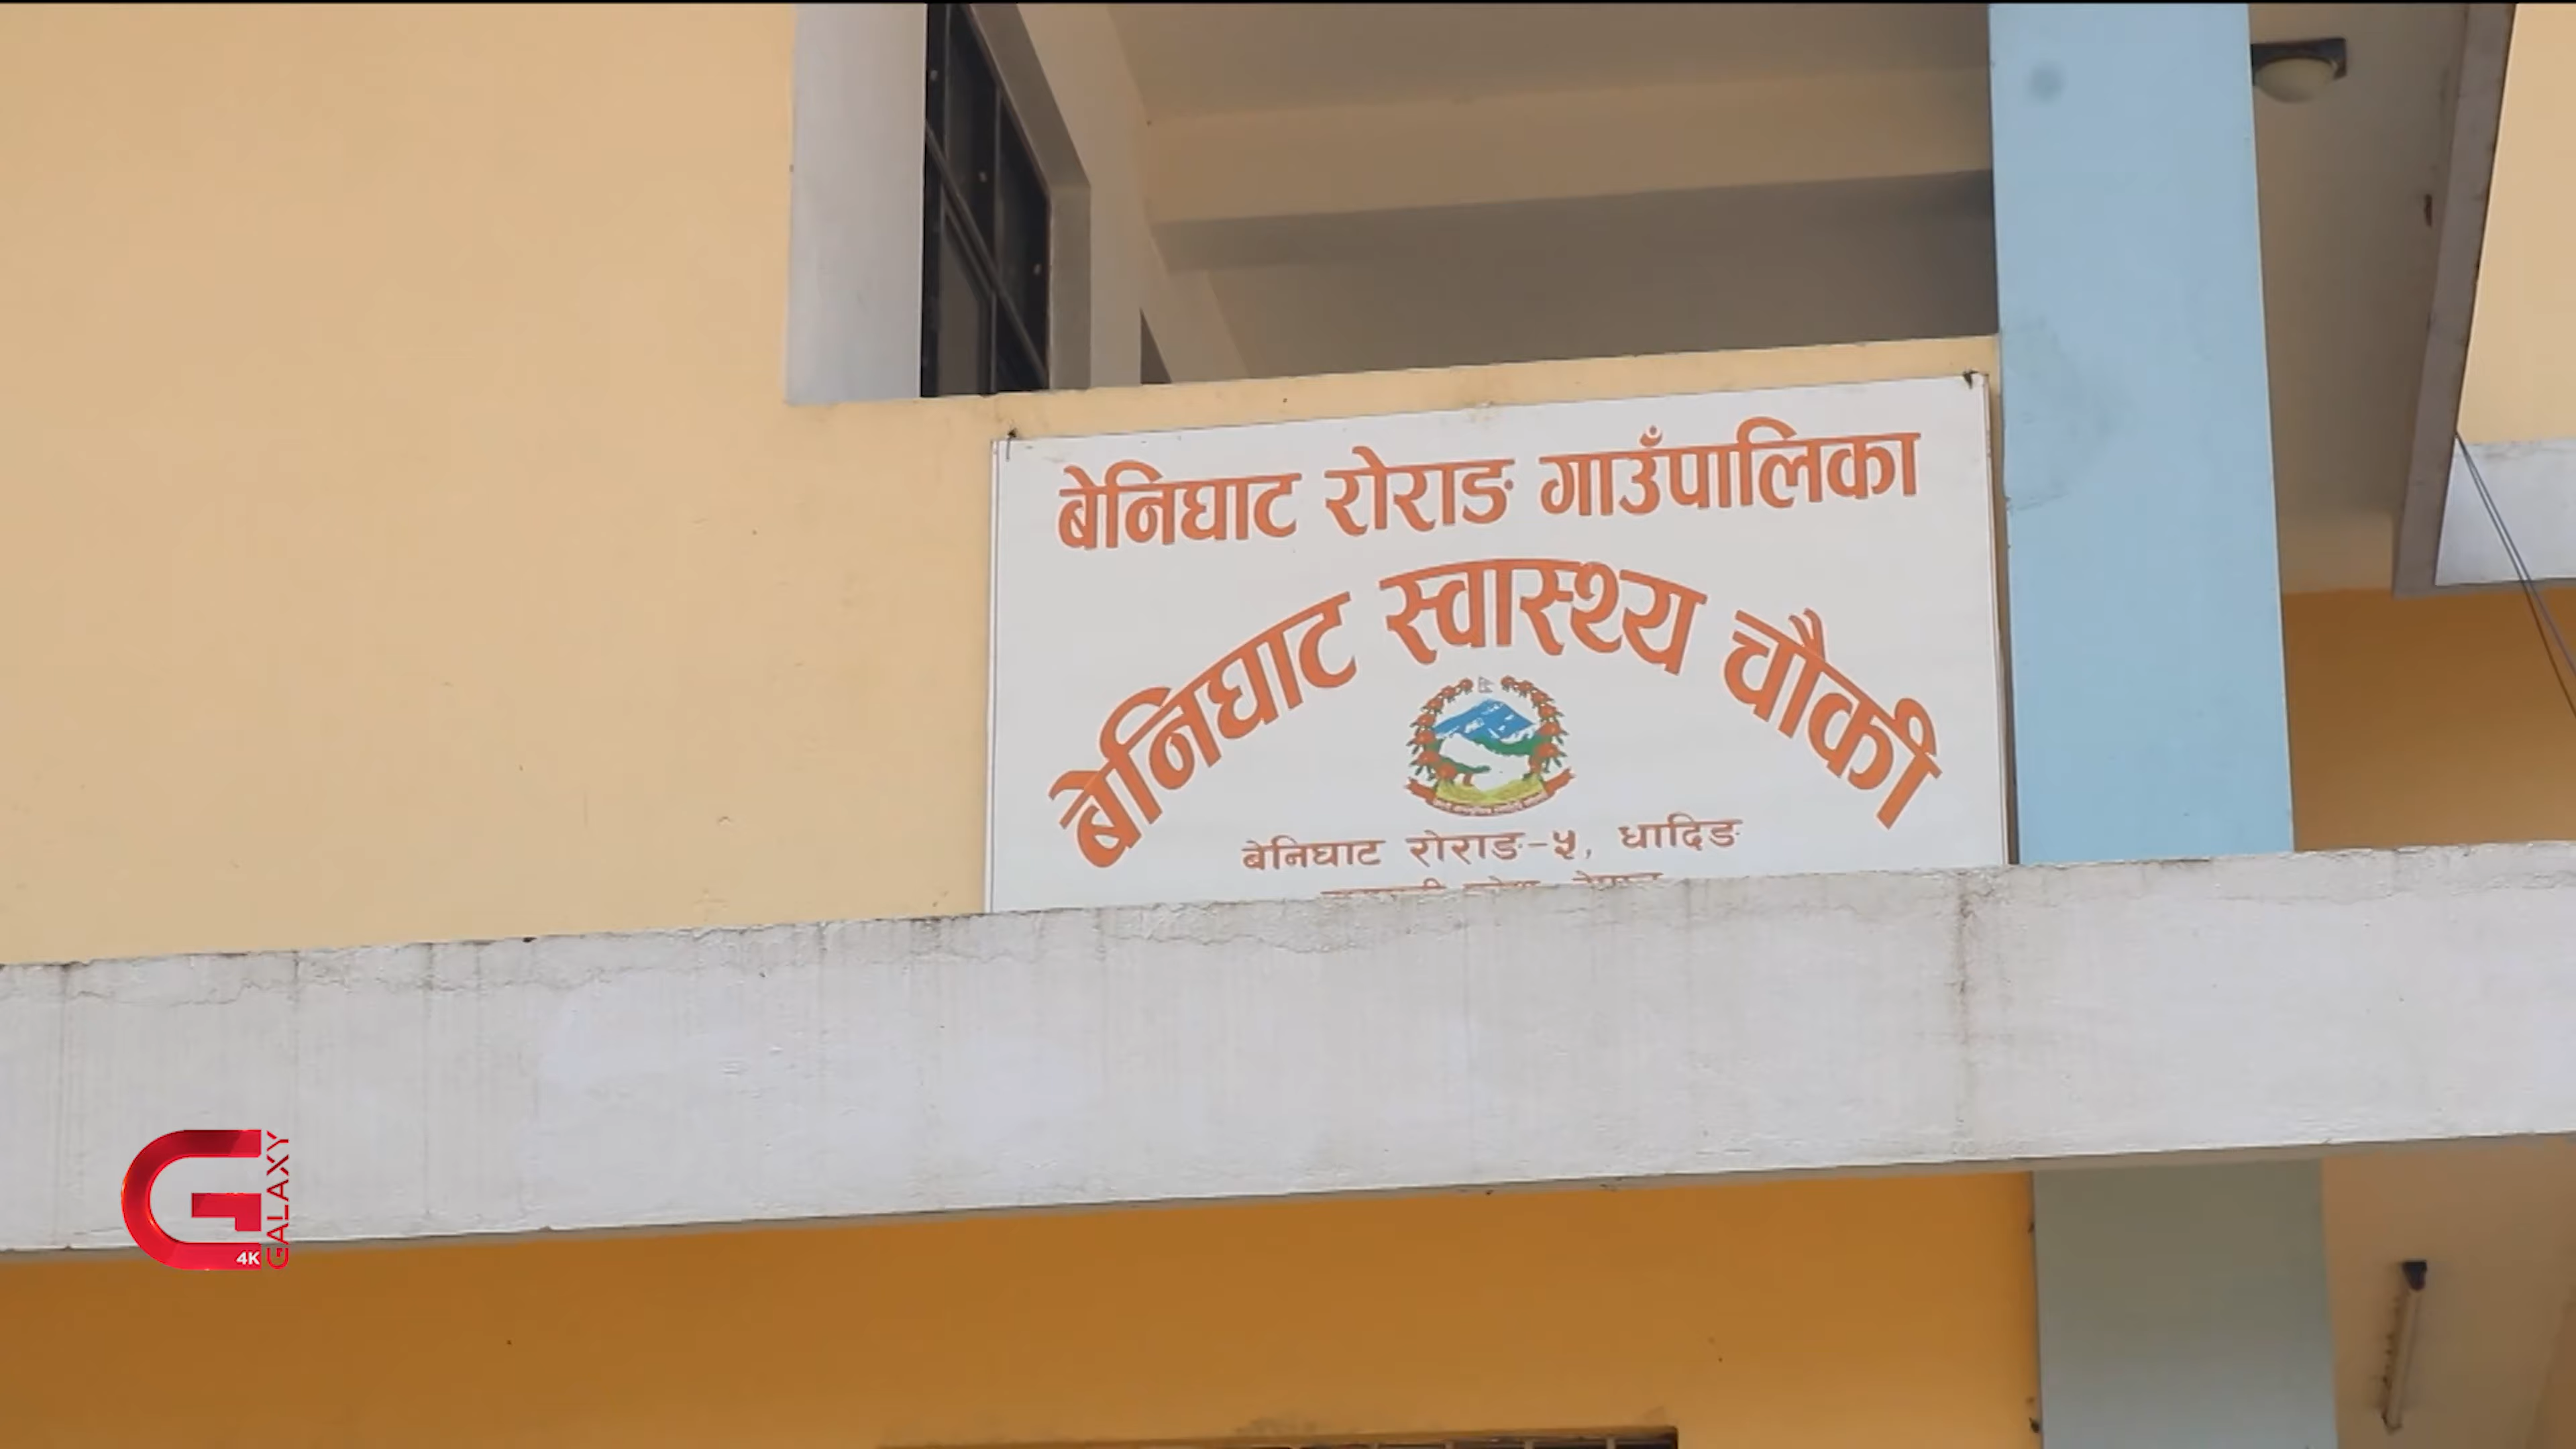 बेनिघाट रोराङ गाउँपालिका
बेनिघाट स्वास्थ्य चौकी
बेनिघाट रोराङ-५, धादिङ
GALAXY
4K